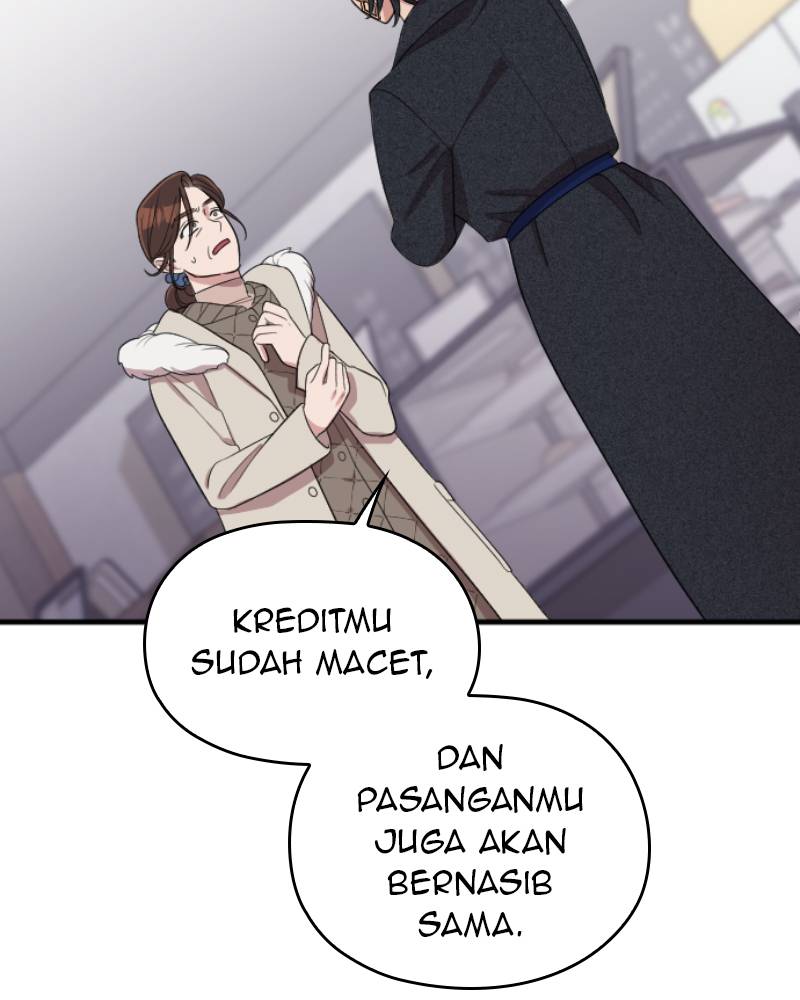 KREDITMU
SUDAH MACET,
DAN
PASANGANMU
JUGA AKAN
BERNASIB
SAMA.